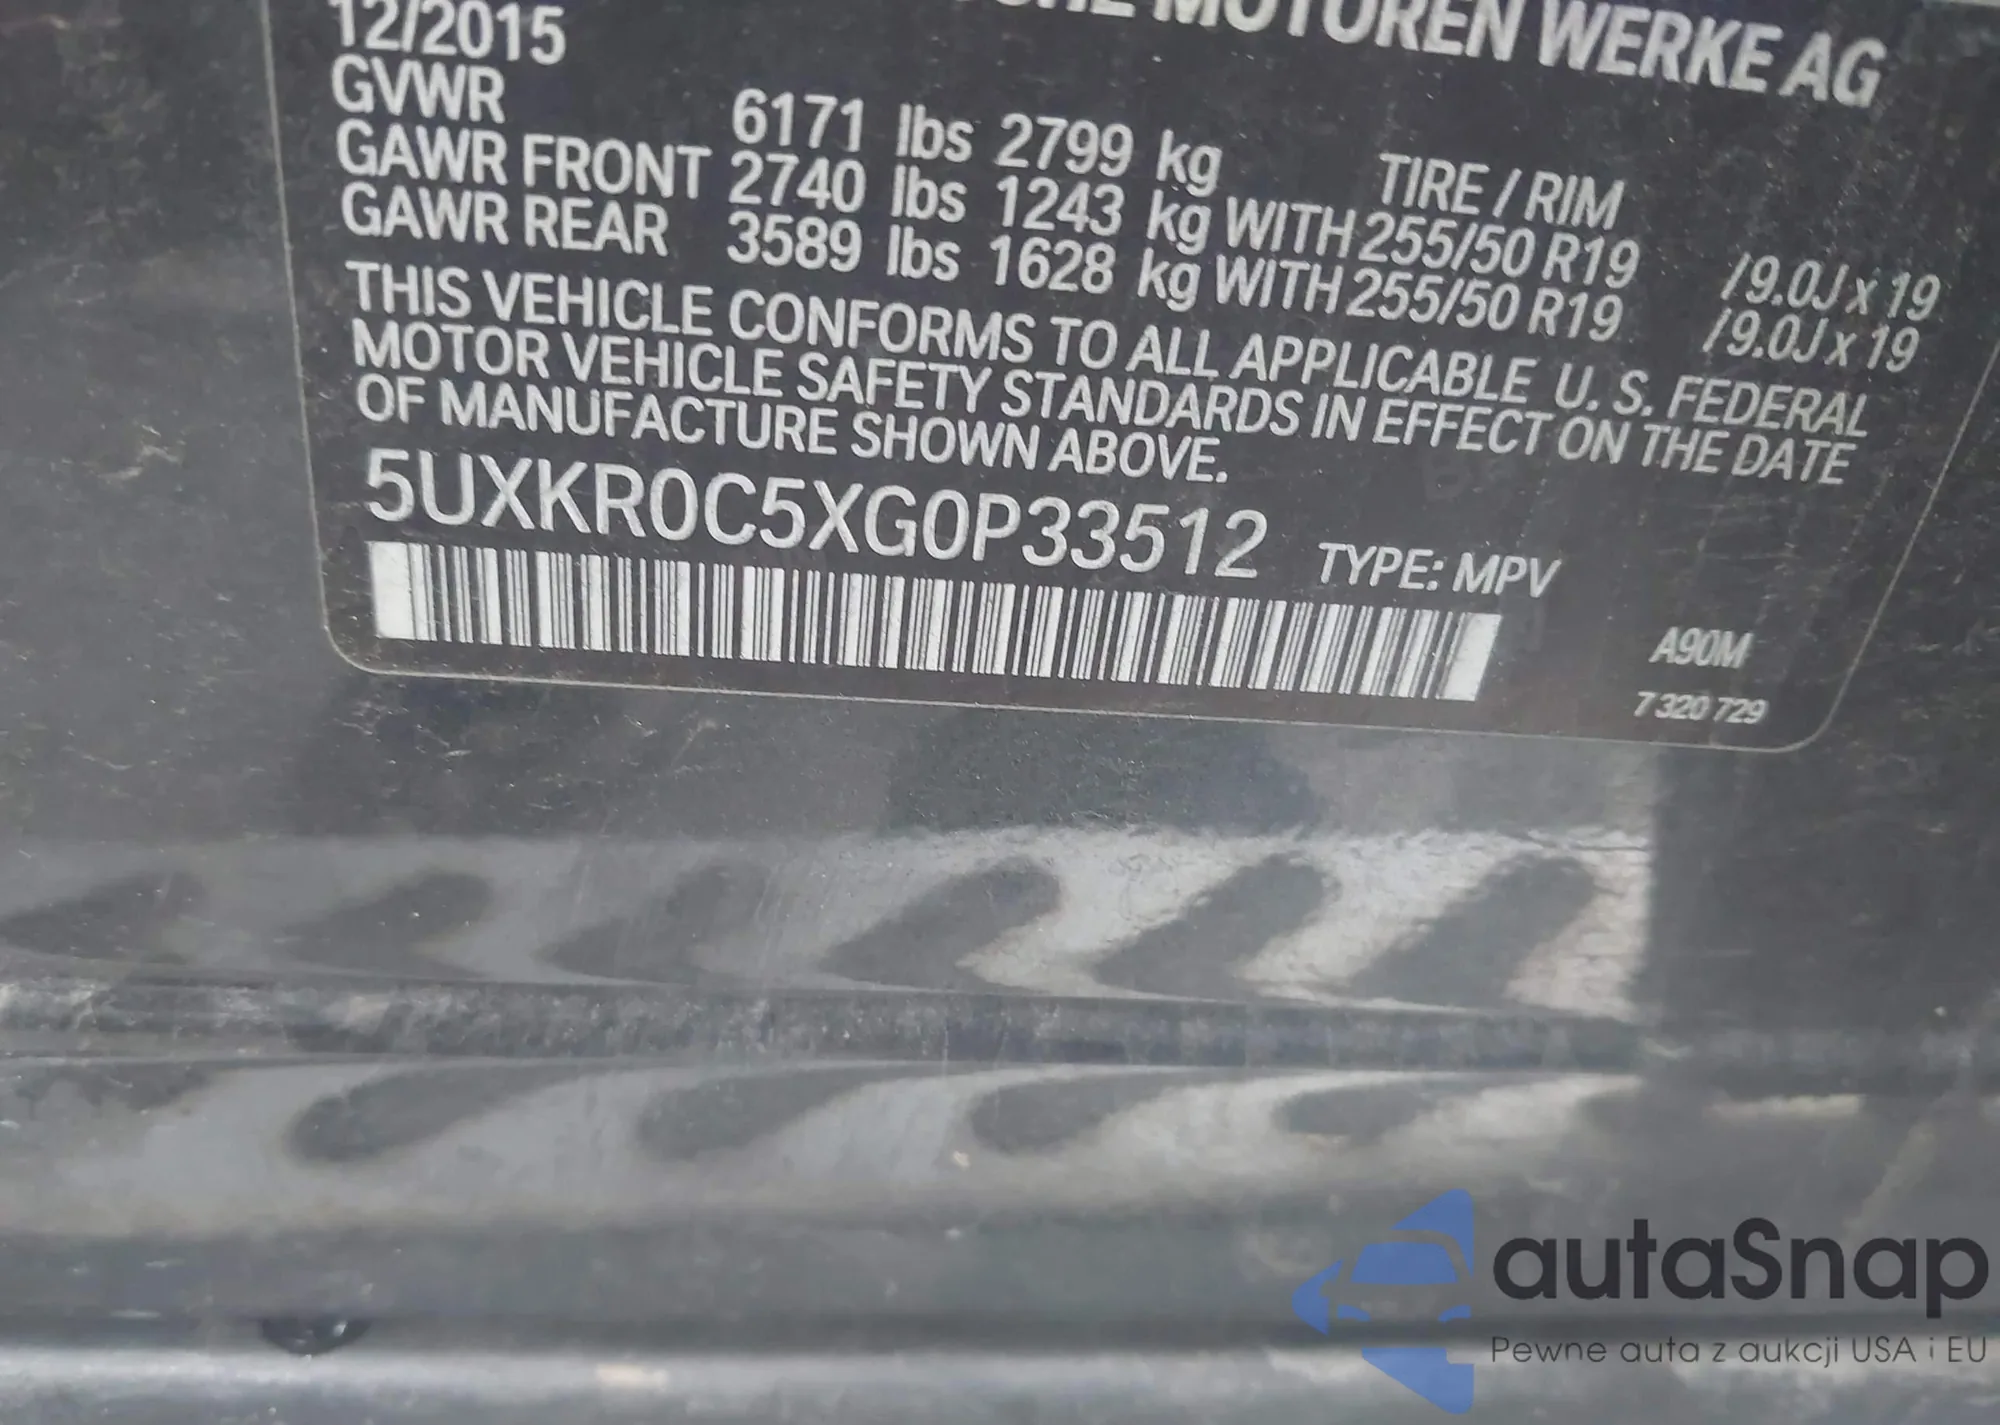 MOTOREN WERKE AG
12/2015
GVWR 6171 lbs 2799 kg TIRE / RIM
GAWR FRONT 2740 lbs 1243 kg WITH 255/50 R19 /9.0J x 19
GAWR REAR 3589 lbs 1628 kg WITH 255/50 R19 /9.0J x 19
THIS VEHICLE CONFORMS TO ALL APPLICABLE U. S. FEDERAL
MOTOR VEHICLE SAFETY STANDARDS IN EFFECT ON THE DATE
OF MANUFACTURE SHOWN ABOVE.
5UXKR0C5XG0P33512 TYPE: MPV
A90M
7 320 729
autaSnap
Pewne auta z aukcji USA i EU